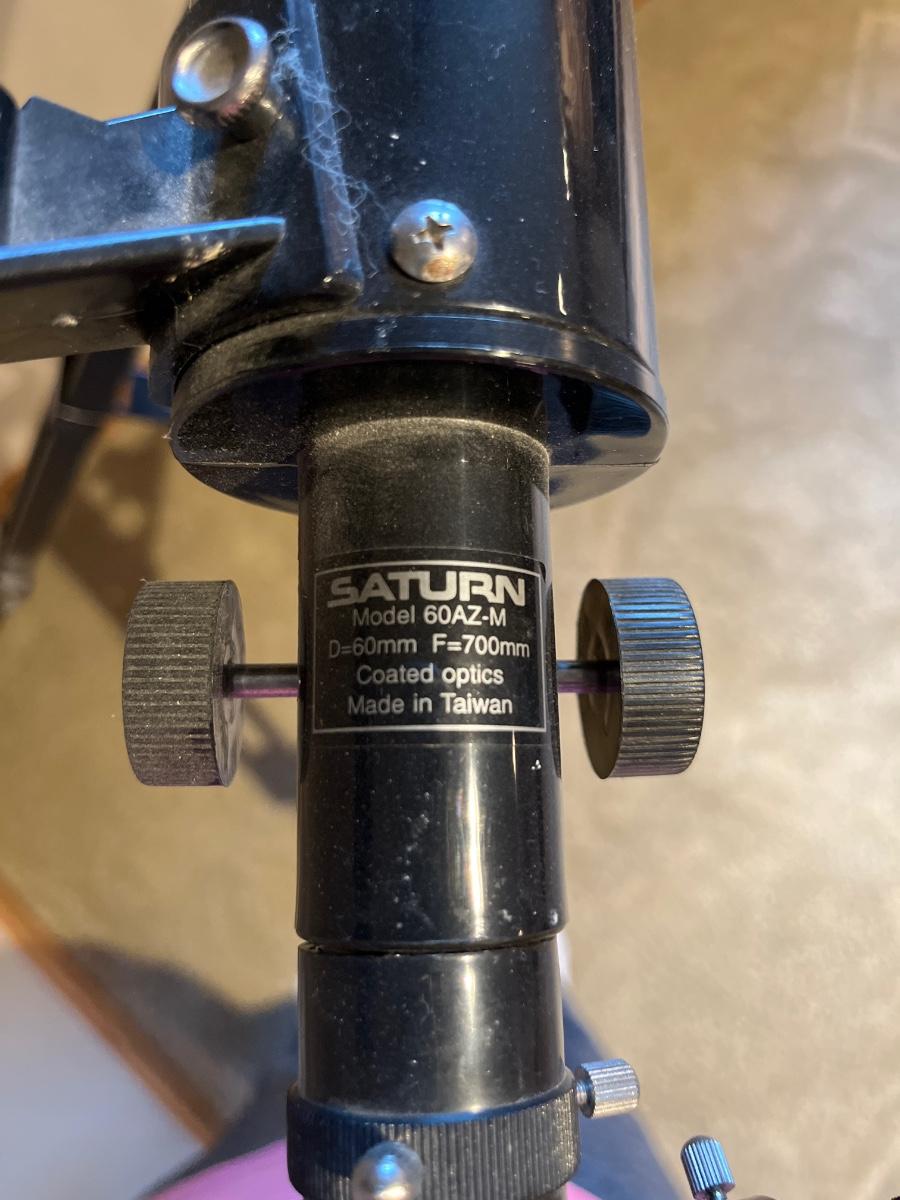 SATURN
Model 60AZ-M
D=60mm F=700mm
Coated optics
Made in Taiwan